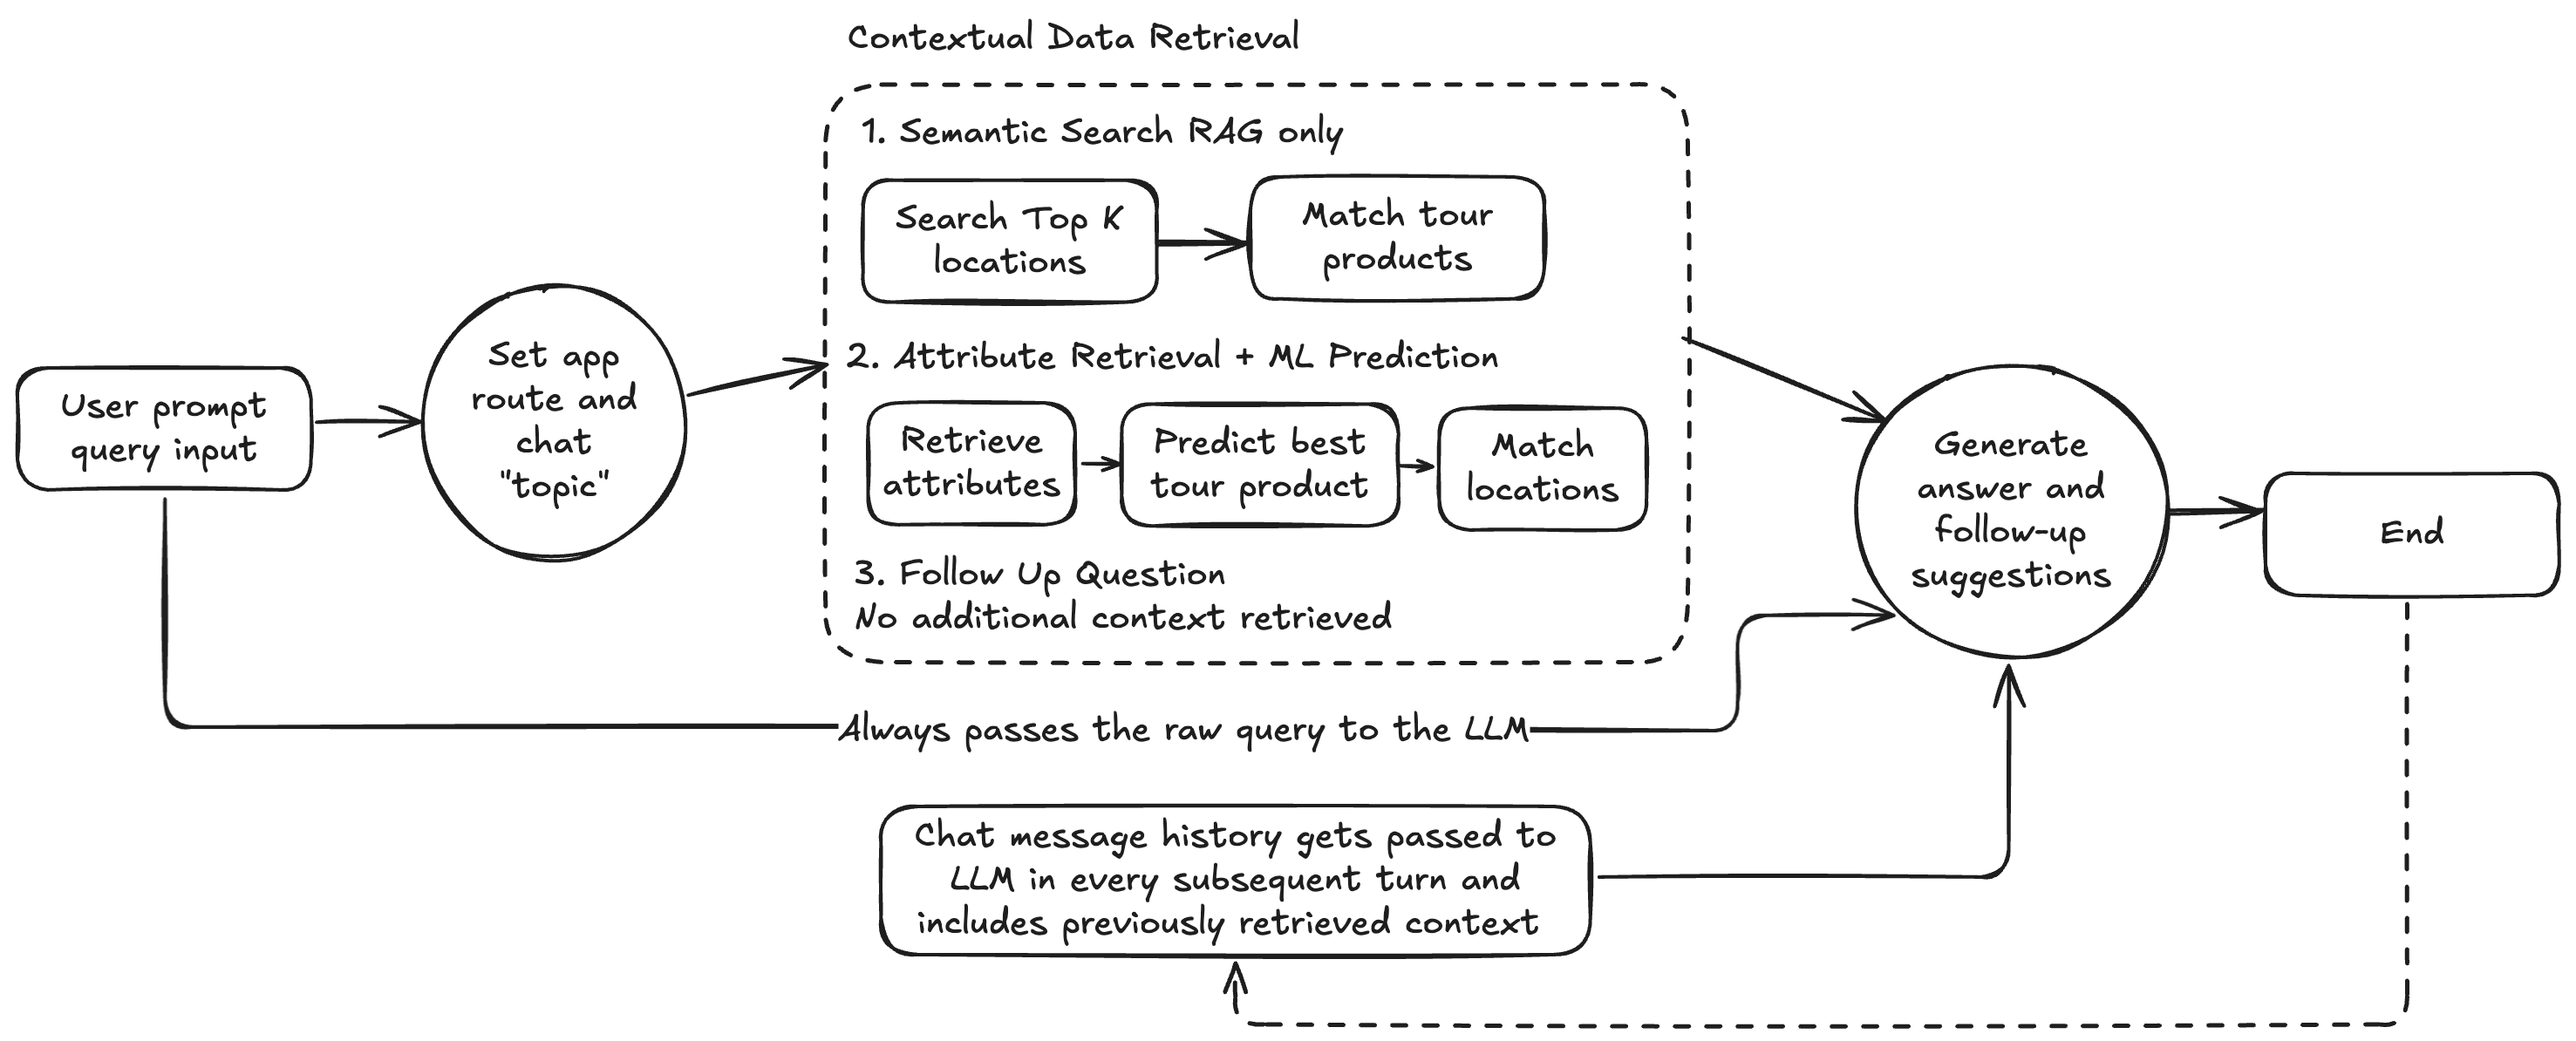 Contextual Data Retrieval
1. Semantic Search RAG only
Search Top K
locations
Match tour
products
Set app
route and
chat
"topic"
2. Attribute Retrieval + ML Prediction
User prompt
query input
Retrieve
attributes
Predict best
tour product
Match
locations
Generate
answer and
follow-up
suggestions
End
3. Follow Up Question
No additional context retrieved
Always passes the raw query to the LLM
Chat message history gets passed to
LLM in every subsequent turn and
includes previously retrieved context